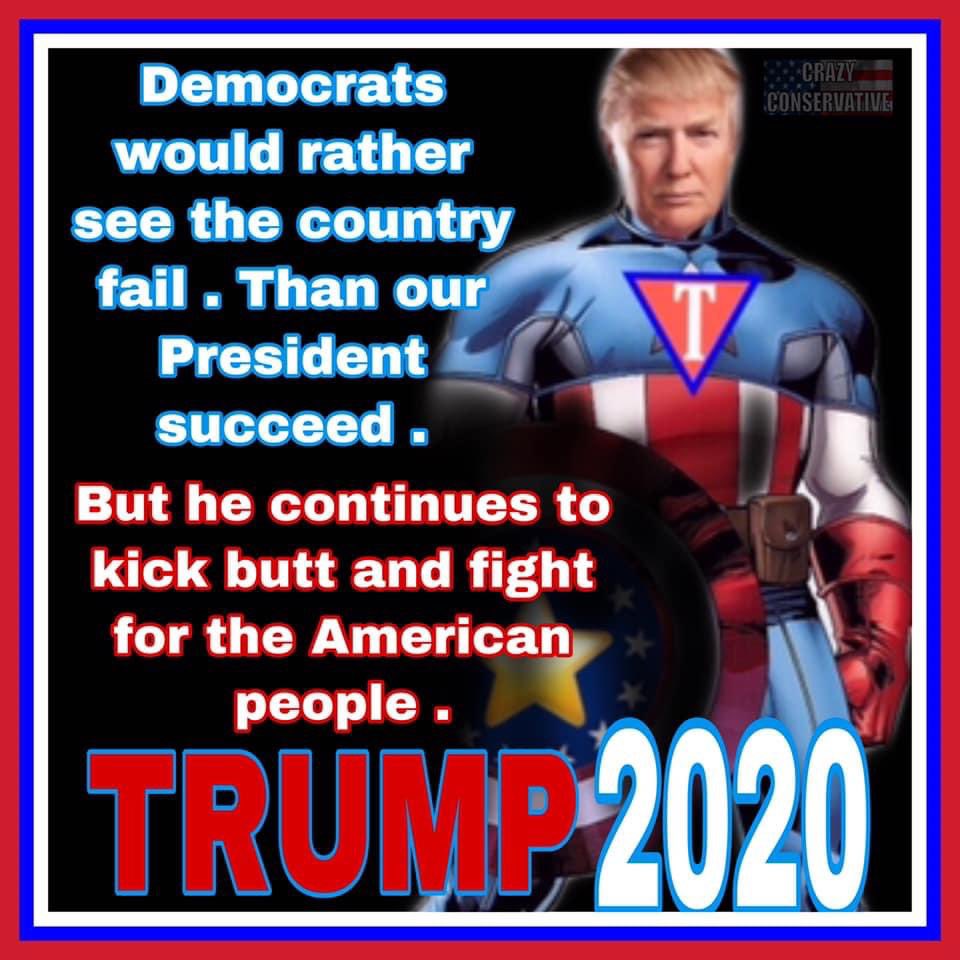 CRAZY
CONSERVATIVE
Democrats
would rather
see the country
fail . Than our
President
succeed .
T
But he continues to
kick butt and fight
for the American
people .
TRUMP 2020